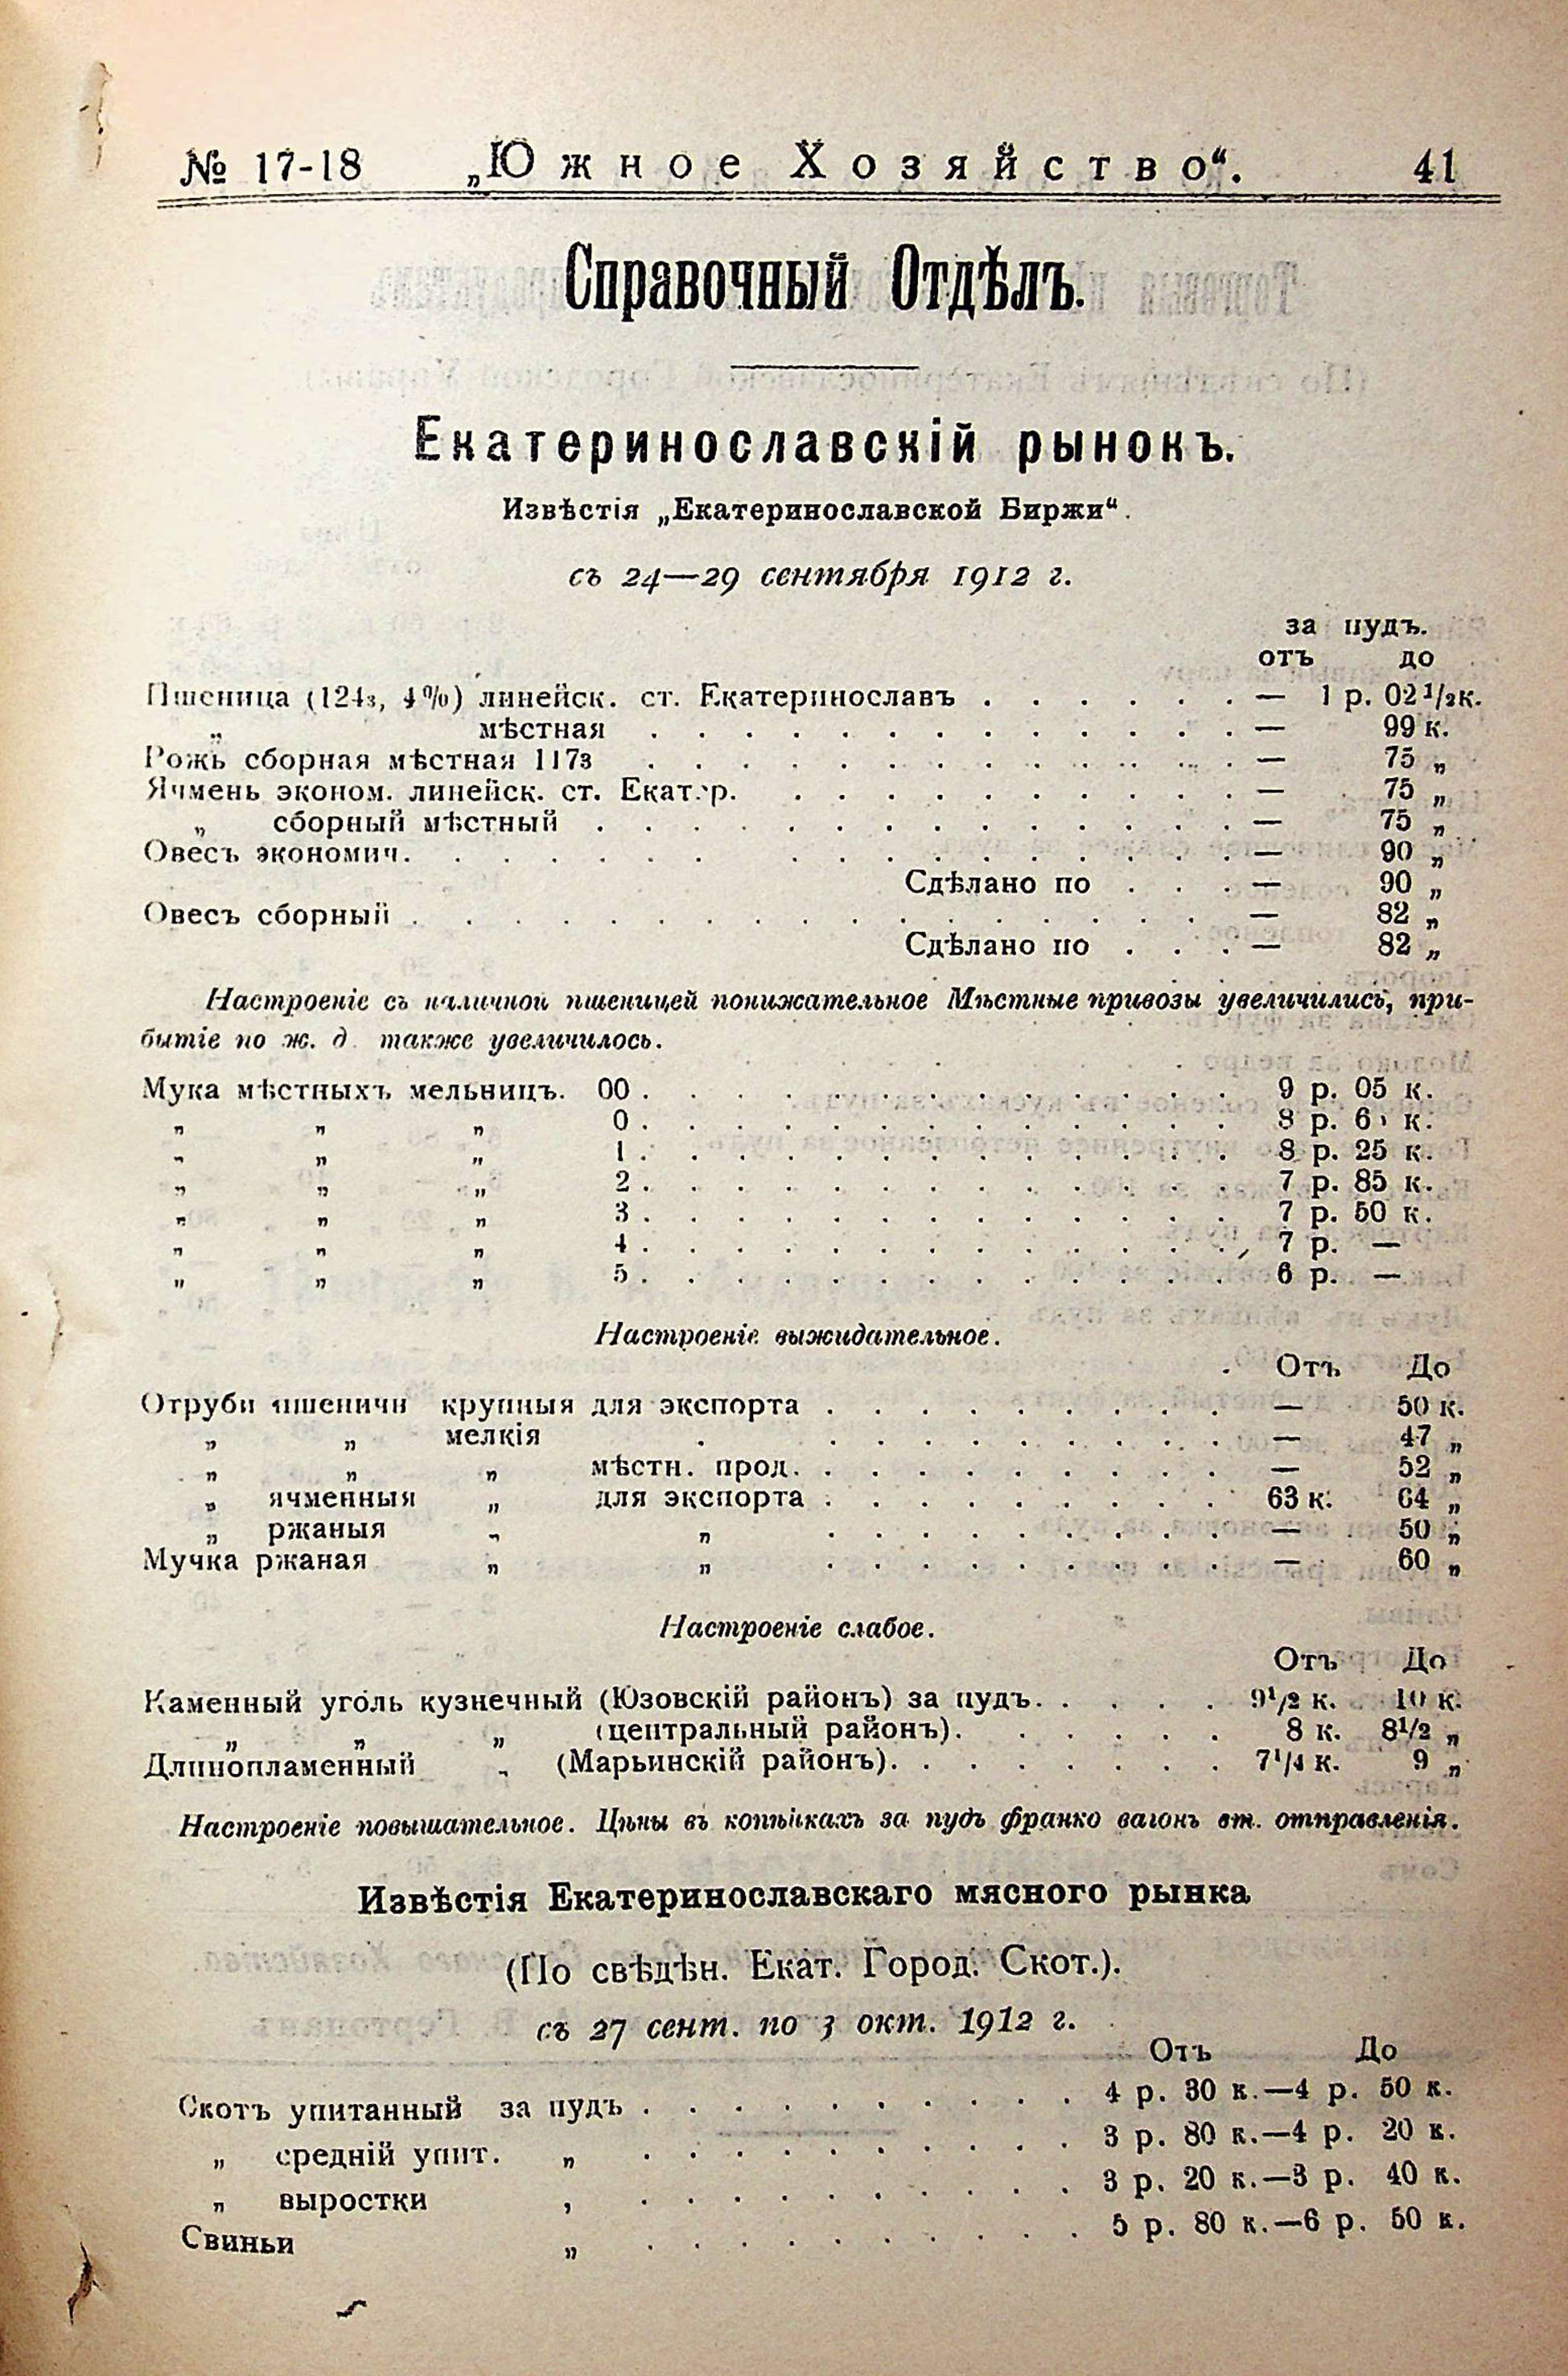 № 17-18 „Южное Хозяйство“. 41
Справочный Отдѣлъ.
Екатеринославскій рынокъ.
Извѣстія „Екатеринославской Биржи“.
съ 24—29 сентября 1912 г.
за пудъ.
отъ до
Пшеница (124з, 4%) линейск. ст. Екатеринославъ . . . . . . — 1 р. 02½к.
„ мѣстная . . . . . . . . . . . . . — 99 к.
Рожь сборная мѣстная 117з . . . . . . . . . . . . . — 75 „
Ячмень эконом. линейск. ст. Екатер. . . . . . . . . . . — 75 „
„ сборный мѣстный . . . . . . . . . . . . . — 75 „
Овесъ экономич. . . . . . . . . . . . . . . . — 90 „
Сдѣлано по . . . — 90 „
Овесъ сборный . . . . . . . . . . . . . . . . — 82 „
Сдѣлано по . . . — 82 „
Настроеніе съ наличной пшеницей понижательное Мѣстные привозы увеличились, при-
бытіе по ж. д также увеличилось.
Мука мѣстныхъ мельницъ. 00 . . . . . . . . . . . . . 9 р. 05 к.
„ „ „ 0 . . . . . . . . . . . . . 8 р. 6 к.
„ „ „ 1 . . . . . . . . . . . . . 8 р. 25 к.
„ „ „ 2 . . . . . . . . . . . . . 7 р. 85 к.
„ „ „ 3 . . . . . . . . . . . . . 7 р. 50 к.
„ „ „ 4 . . . . . . . . . . . . . 7 р. —
„ „ „ 5 . . . . . . . . . . . . . 6 р. —
Настроеніе выжидательное.
Отъ До
Отруби пшеничн крупныя для экспорта . . . . . . . . . — 50 к.
„ „ мелкія . . . . . . . . . . — 47 „
„ „ „ мѣстн. прод. . . . . . . . . . — 52 „
„ ячменныя „ для экспорта . . . . . . . . . 63 к. 64 „
„ ржаныя „ „ . . . . . . . . . — 50 „
Мучка ржаная „ „ . . . . . . . . . — 60 „
Настроеніе слабое.
Отъ До
Каменный уголь кузнечный (Юзовскій районъ) за пудъ. . . . . 9½ к. 10 к.
„ „ „ (центральный районъ). . . . . . 8 к. 8½ „
Длиннопламенный „ (Марьинскій районъ). . . . . . . . 7¼ к. 9 „
Настроеніе повышательное. Цѣны въ копѣйкахъ за пудъ франко вагонъ ст. отправленія.
Извѣстія Екатеринославскаго мясного рынка
(По свѣдѣн. Екат. Город. Скот.).
съ 27 сент. по 3 окт. 1912 г.
Отъ До
Скотъ упитанный за пудъ . . . . . . . . . . 4 р. 30 к.—4 р. 50 к.
„ средній упит. „ . . . . . . . . . . 3 р. 80 к.—4 р. 20 к.
„ выростки , . . . . . . . . . . 3 р. 20 к.—3 р. 40 к.
Свиньи „ . . . . . . . . . . 5 р. 80 к.—6 р. 50 к.